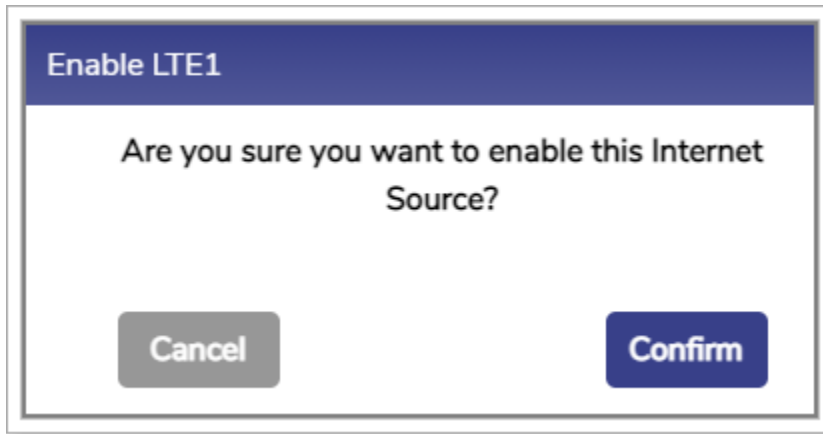 Enable LTE1
Are you sure you want to enable this Internet
Source?
Cancel
Confirm